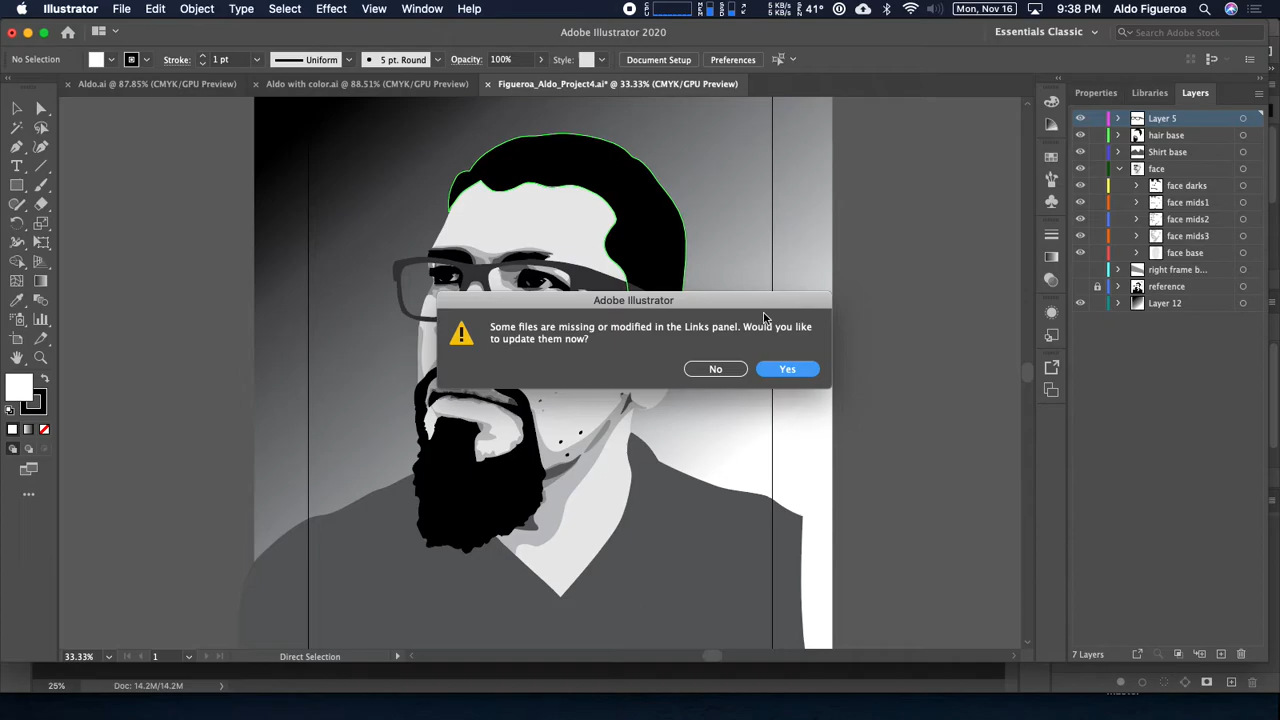 Illustrator File Edit Object Type Select Effect View Window Help 5 KB/s 5 KB/s 41° Mon, Nov 16 9:38 PM Aldo Figueroa
Adobe Illustrator 2020 Essentials Classic Search Adobe Stock
No Selection Stroke: 1 pt Uniform 5 pt. Round Opacity: 100% Style: Document Setup Preferences
Aldo.ai @ 87.85% (CMYK/GPU Preview) Aldo with color.ai @ 88.51% (CMYK/GPU Preview) Figueroa_Aldo_Project4.ai* @ 33.33% (CMYK/GPU Preview)
Properties Libraries Layers
Layer 5
hair base
Shirt base
face
face darks
face mids1
face mids2
face mids3
face base
right frame b...
reference
Layer 12
Adobe Illustrator
Some files are missing or modified in the Links panel. Would you like
to update them now?
No Yes
33.33% 1 Direct Selection 7 Layers
25% Doc: 14.2M/14.2M